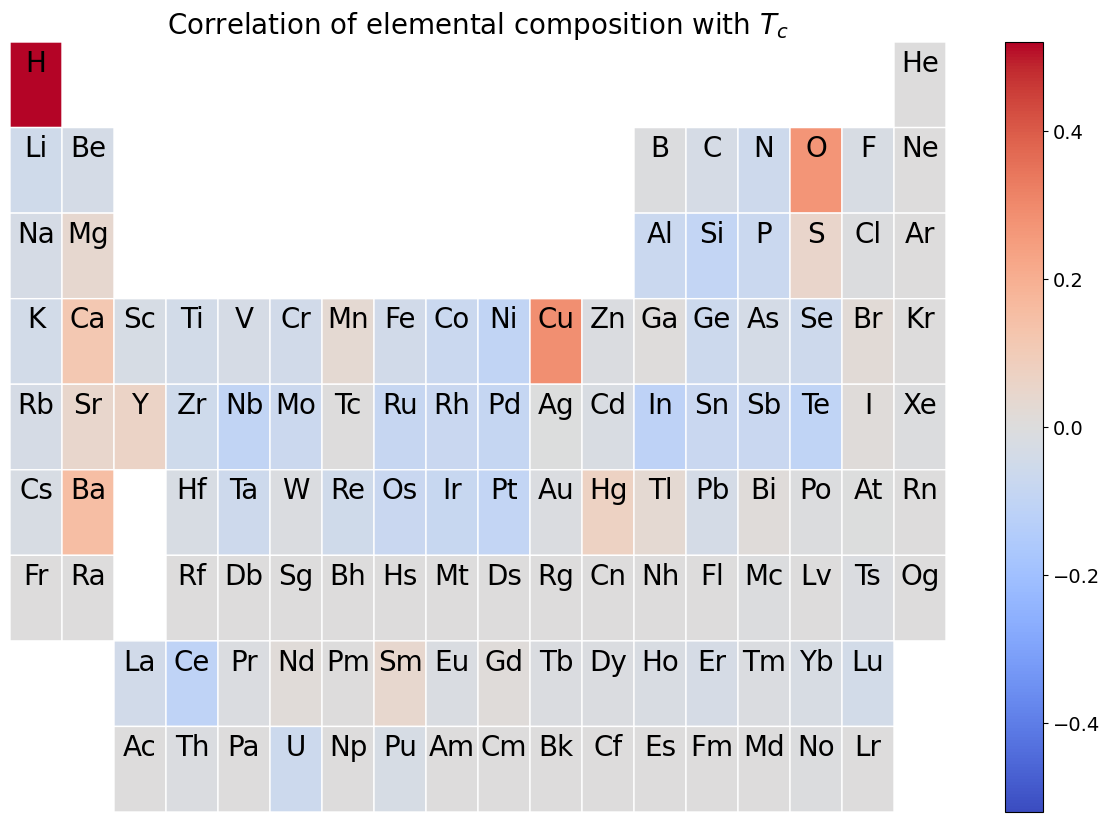 Correlation of elemental composition with $T_c$
H He
Li Be B C N O F Ne
Na Mg Al Si P S Cl Ar
K Ca Sc Ti V Cr Mn Fe Co Ni Cu Zn Ga Ge As Se Br Kr
Rb Sr Y Zr Nb Mo Tc Ru Rh Pd Ag Cd In Sn Sb Te I Xe
Cs Ba Hf Ta W Re Os Ir Pt Au Hg Tl Pb Bi Po At Rn
Fr Ra Rf Db Sg Bh Hs Mt Ds Rg Cn Nh Fl Mc Lv Ts Og
La Ce Pr Nd Pm Sm Eu Gd Tb Dy Ho Er Tm Yb Lu
Ac Th Pa U Np Pu Am Cm Bk Cf Es Fm Md No Lr
0.4
0.2
0.0
−0.2
−0.4